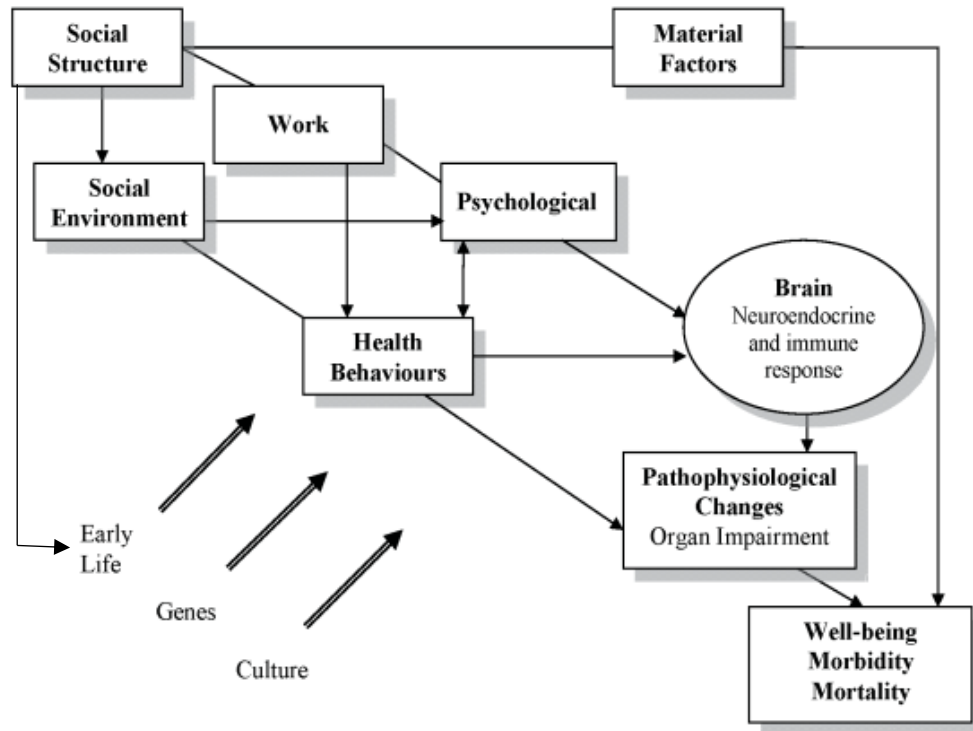 Social
Structure
Material
Factors
Work
Social
Environment
Psychological
Brain
Neuroendocrine
and immune
response
Health
Behaviours
Pathophysiological
Changes
Organ Impairment
Early
Life
Genes
Culture
Well-being
Morbidity
Mortality